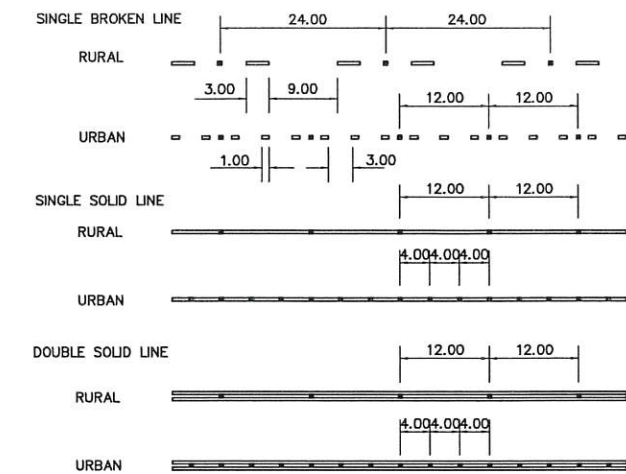 SINGLE BROKEN LINE
24.00 24.00
RURAL
3.00 9.00
12.00 12.00
URBAN
1.00 3.00
12.00 12.00
SINGLE SOLID LINE
RURAL
4.00 4.00 4.00
URBAN
DOUBLE SOLID LINE
12.00 12.00
RURAL
4.00 4.00 4.00
URBAN